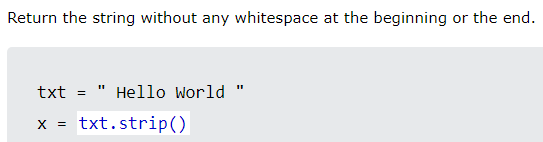 Return the string without any whitespace at the beginning or the end.
txt = " Hello World "
x = txt.strip()